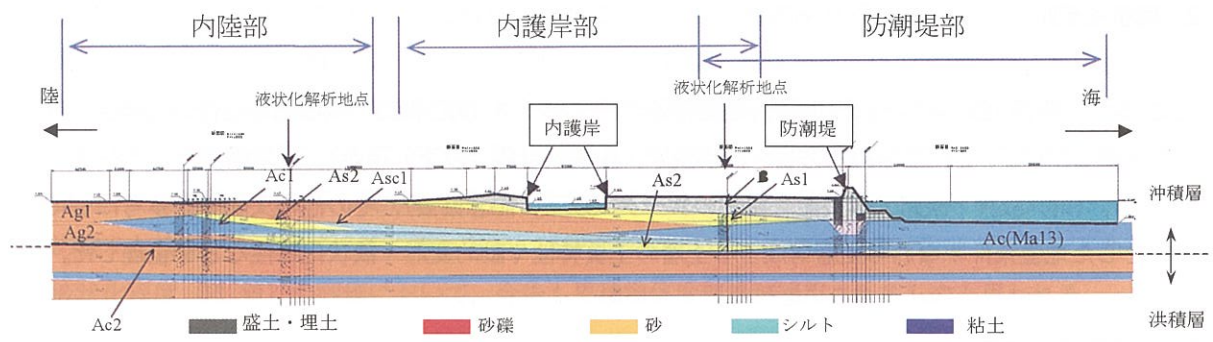 内陸部
内護岸部
防潮堤部
陸
液状化解析地点
液状化解析地点
海
内護岸
防潮堤
Ac1
As2
Asc1
As2
B
As1
沖積層
Ag1
Ag2
Ac(Ma13)
Ac2
盛土・埋土
砂礫
砂
シルト
粘土
洪積層